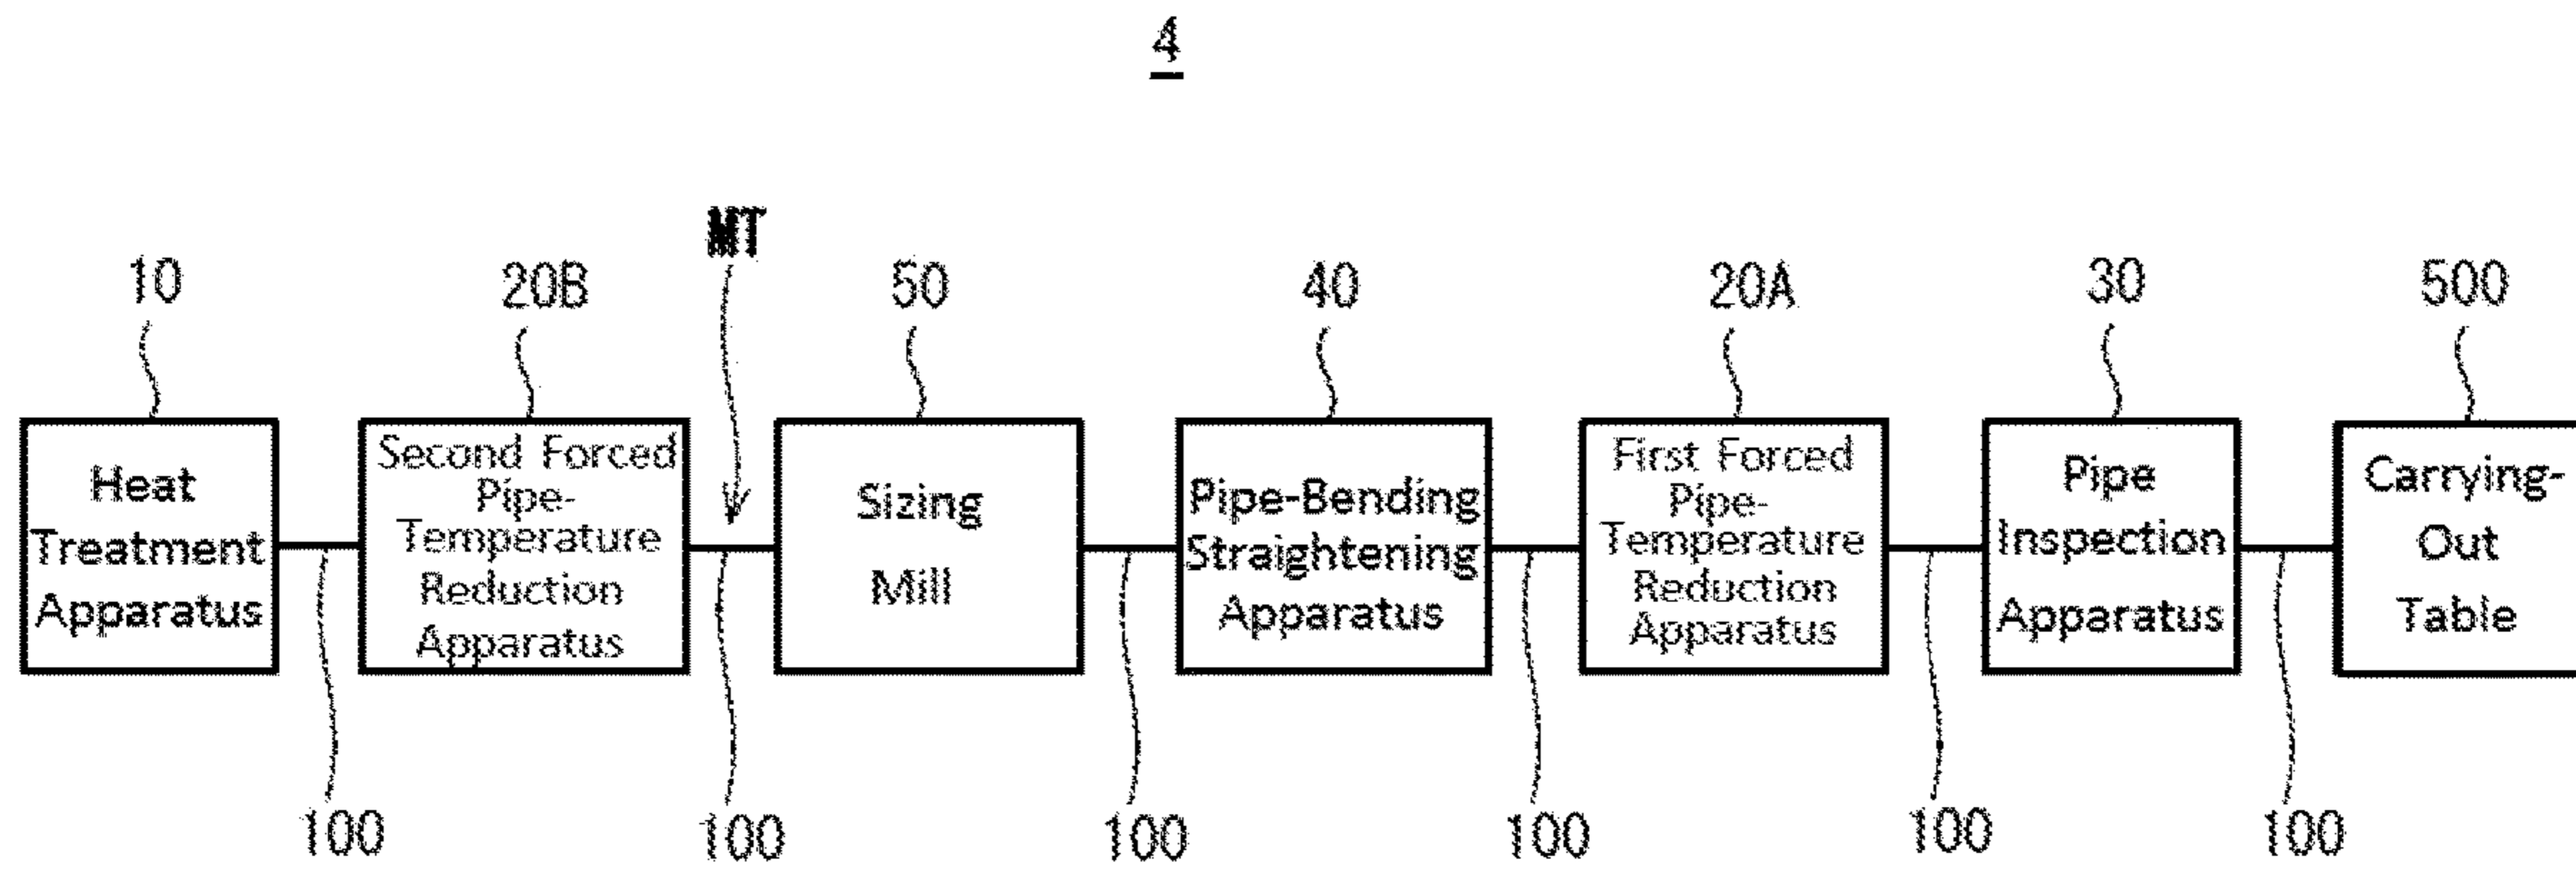 4
MT
10
20B
50
40
20A
30
500
Heat
Treatment
Apparatus
Second Forced
Pipe-
Temperature
Reduction
Apparatus
Sizing
Mill
Pipe-Bending
Straightening
Apparatus
First Forced
Pipe-
Temperature
Reduction
Apparatus
Pipe
Inspection
Apparatus
Carrying-
Out
Table
100
100
100
100
100
100